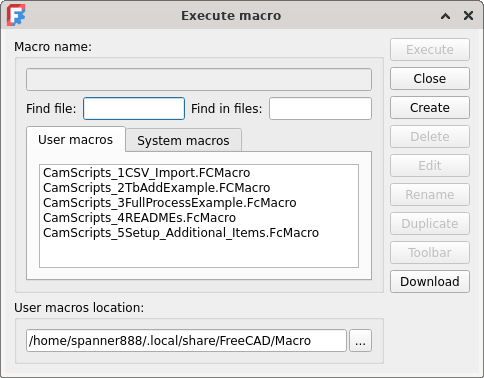 Execute macro
Macro name:
Execute
Close
Find file:
Find in files:
Create
User macros
System macros
Delete
Edit
CamScripts_1CSV_Import.FCMacro
CamScripts_2TbAddExample.FCMacro
CamScripts_3FullProcessExample.FcMacro
CamScripts_4READMEs.FcMacro
CamScripts_5Setup_Additional_Items.FcMacro
Rename
Duplicate
Toolbar
Download
User macros location:
/home/spanner888/.local/share/FreeCAD/Macro
...